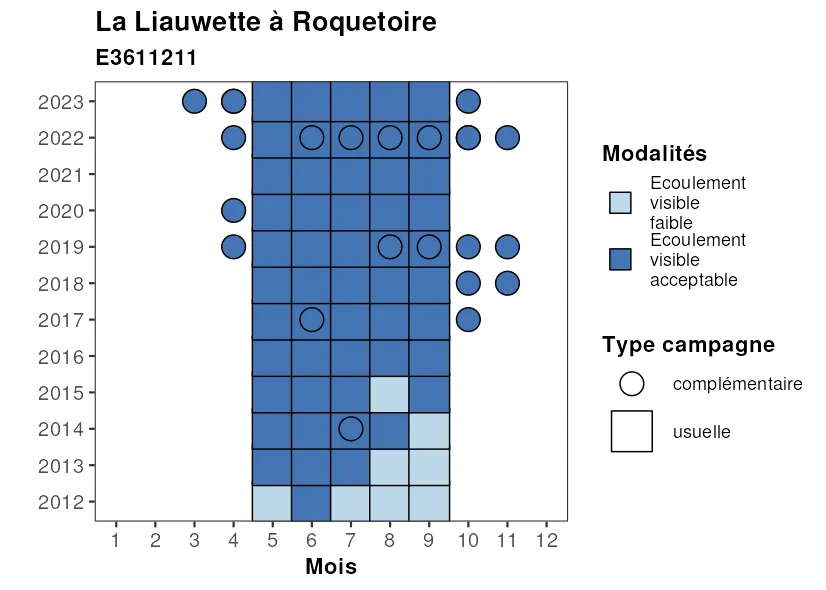 La Liauwette à Roquetoire
E3611211
2023
2022
2021
2020
2019
2018
2017
2016
2015
2014
2013
2012
1 2 3 4 5 6 7 8 9 10 11 12
Mois
Modalités
Ecoulement
visible
faible
Ecoulement
visible
acceptable
Type campagne
complémentaire
usuelle